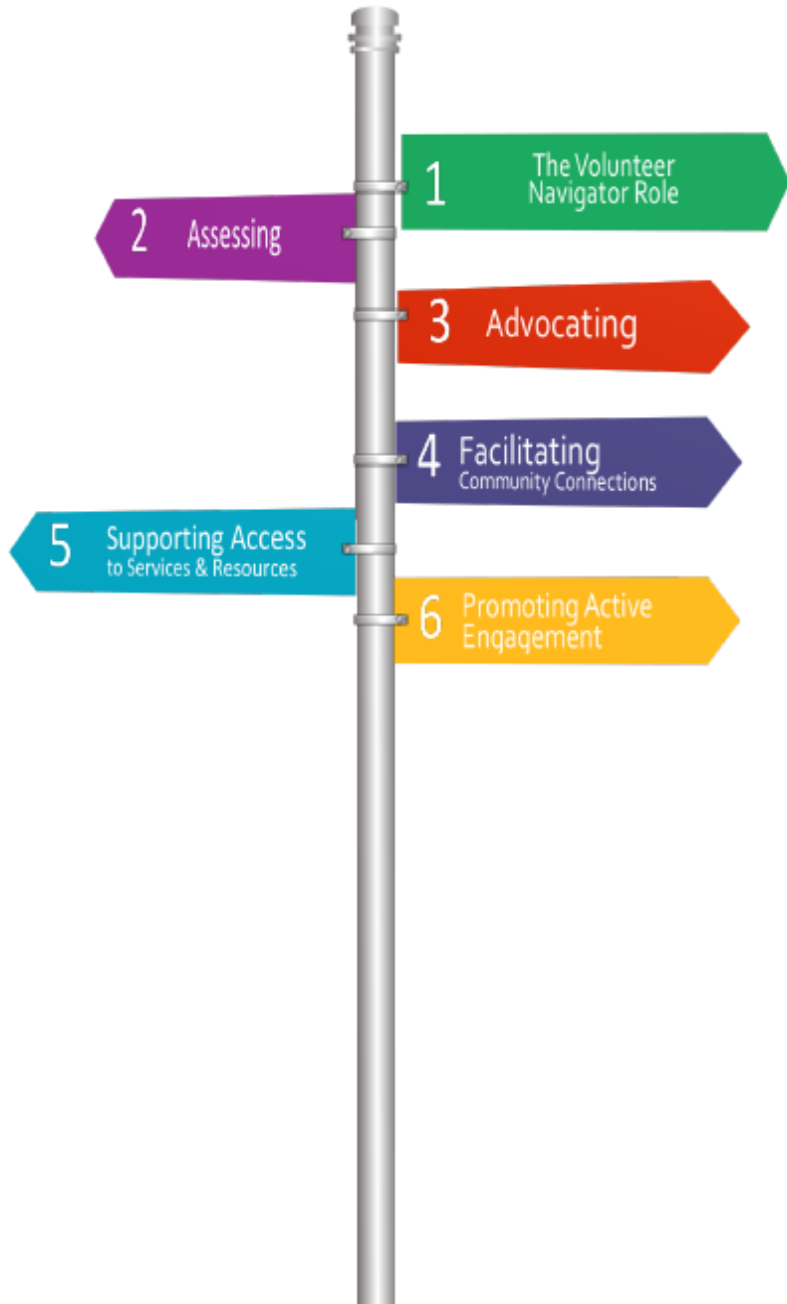 1 The Volunteer
Navigator Role
2 Assessing
3 Advocating
4 Facilitating
Community Connections
5 Supporting Access
to Services & Resources
6 Promoting Active
Engagement